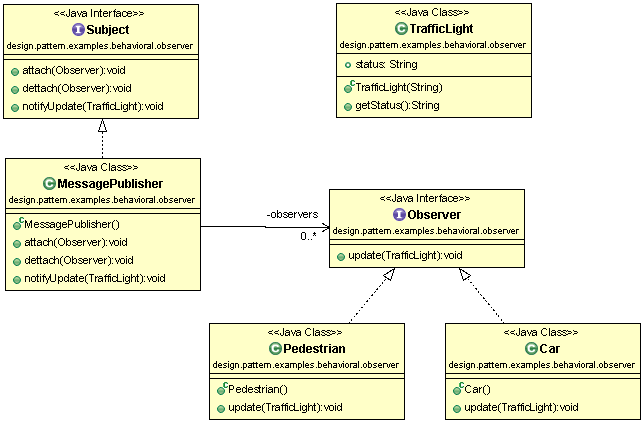 <<Java Interface>>
Subject
design.pattern.examples.behavioral.observer
attach(Observer):void
dettach(Observer):void
notifyUpdate(TrafficLight):void
<<Java Class>>
TrafficLight
design.pattern.examples.behavioral.observer
status: String
TrafficLight(String)
getStatus():String
<<Java Class>>
MessagePublisher
design.pattern.examples.behavioral.observer
MessagePublisher()
attach(Observer):void
dettach(Observer):void
notifyUpdate(TrafficLight):void
-observers
0..*
<<Java Interface>>
Observer
design.pattern.examples.behavioral.observer
update(TrafficLight):void
<<Java Class>>
Pedestrian
design.pattern.examples.behavioral.observer
Pedestrian()
update(TrafficLight):void
<<Java Class>>
Car
design.pattern.examples.behavioral.observer
Car()
update(TrafficLight):void